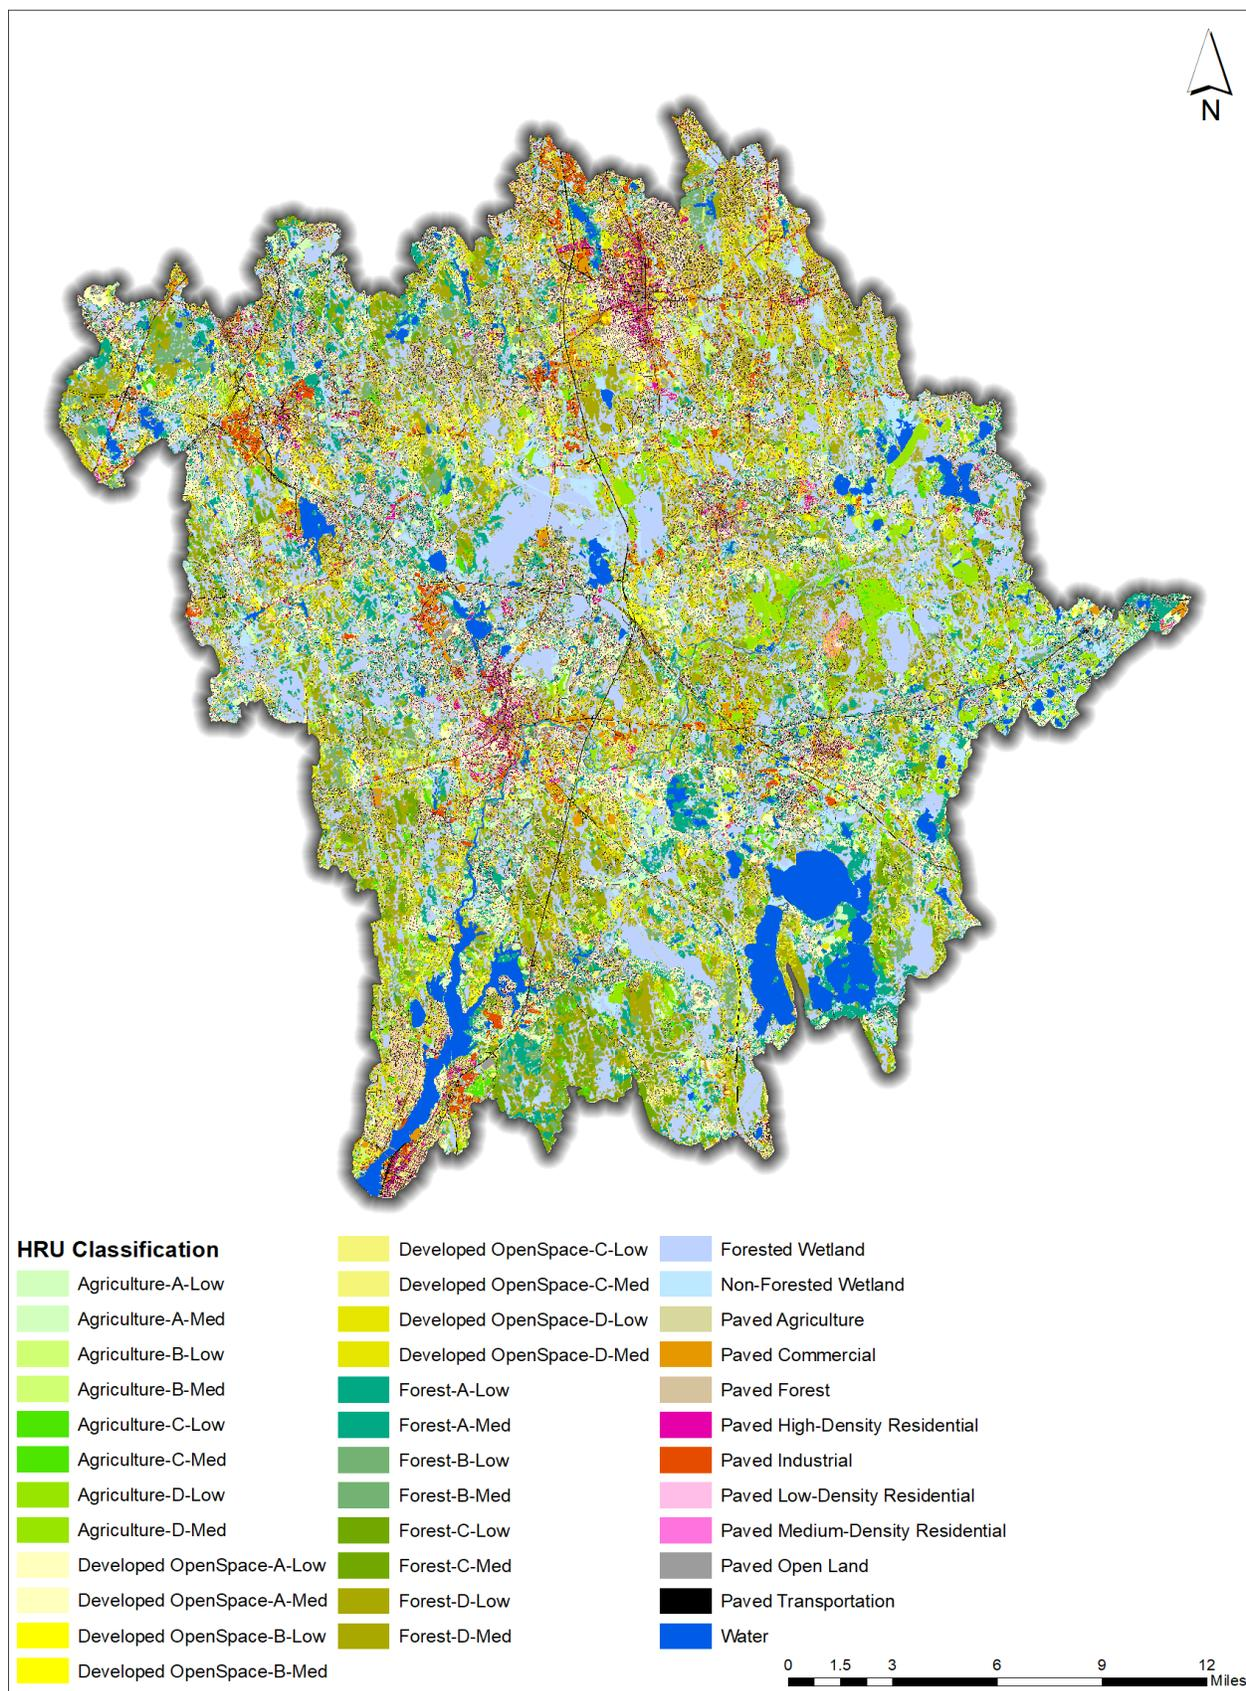 N
HRU Classification
Agriculture-A-Low
Agriculture-A-Med
Agriculture-B-Low
Agriculture-B-Med
Agriculture-C-Low
Agriculture-C-Med
Agriculture-D-Low
Agriculture-D-Med
Developed OpenSpace-A-Low
Developed OpenSpace-A-Med
Developed OpenSpace-B-Low
Developed OpenSpace-B-Med
Developed OpenSpace-C-Low
Developed OpenSpace-C-Med
Developed OpenSpace-D-Low
Developed OpenSpace-D-Med
Forest-A-Low
Forest-A-Med
Forest-B-Low
Forest-B-Med
Forest-C-Low
Forest-C-Med
Forest-D-Low
Forest-D-Med
Forested Wetland
Non-Forested Wetland
Paved Agriculture
Paved Commercial
Paved Forest
Paved High-Density Residential
Paved Industrial
Paved Low-Density Residential
Paved Medium-Density Residential
Paved Open Land
Paved Transportation
Water
0 1.5 3 6 9 12
Miles